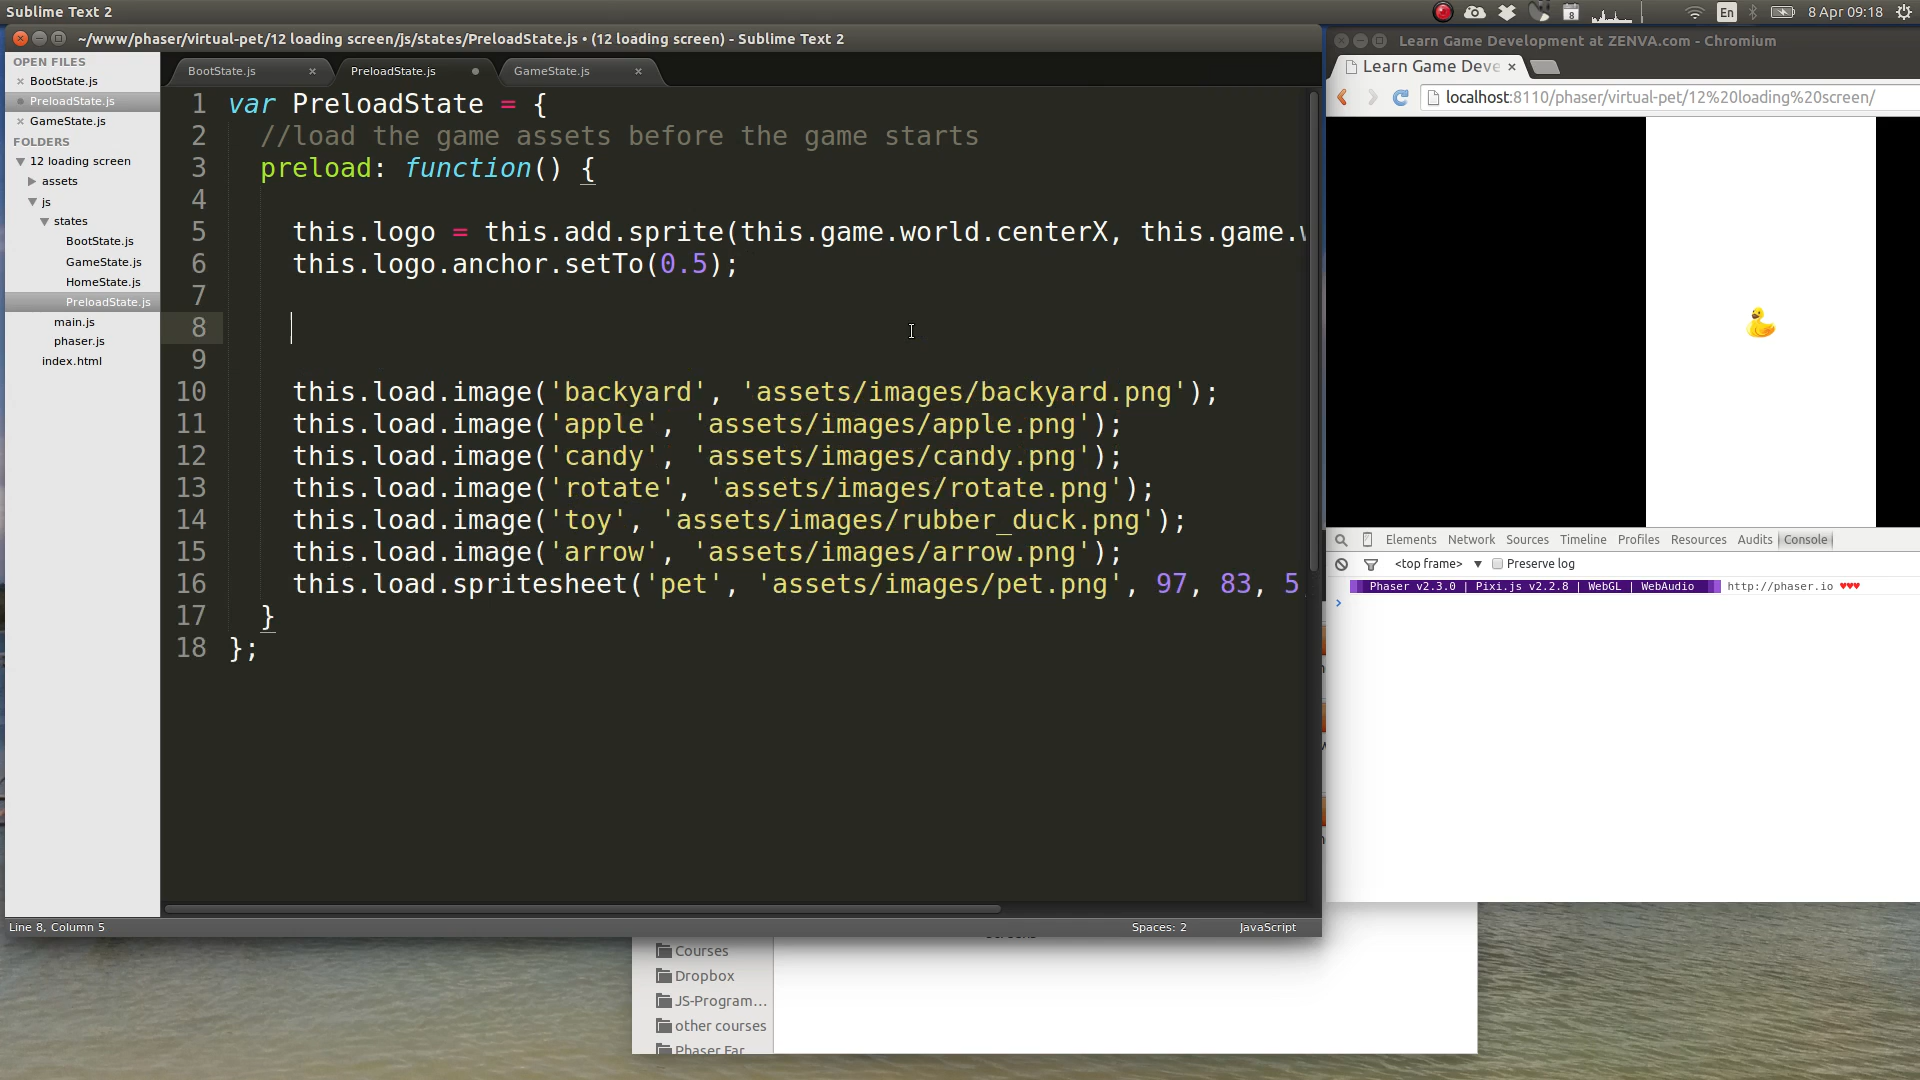 Sublime Text 2
En
8
8 Apr 09:18
~/www/phaser/virtual-pet/12 loading screen/js/states/PreloadState.js • (12 loading screen) - Sublime Text 2
OPEN FILES
BootState.js
PreloadState.js
GameState.js
FOLDERS
12 loading screen
assets
js
states
BootState.js
GameState.js
HomeState.js
PreloadState.js
main.js
phaser.js
index.html
BootState.js
PreloadState.js
GameState.js
1 var PreloadState = {
2 //load the game assets before the game starts
3 preload: function() {
4
5 this.logo = this.add.sprite(this.game.world.centerX, this.game.
6 this.logo.anchor.setTo(0.5);
7
8
9
10 this.load.image('backyard', 'assets/images/backyard.png');
11 this.load.image('apple', 'assets/images/apple.png');
12 this.load.image('candy', 'assets/images/candy.png');
13 this.load.image('rotate', 'assets/images/rotate.png');
14 this.load.image('toy', 'assets/images/rubber_duck.png');
15 this.load.image('arrow', 'assets/images/arrow.png');
16 this.load.spritesheet('pet', 'assets/images/pet.png', 97, 83, 5
17 }
18 };
Line 8, Column 5
Spaces: 2
JavaScript
Learn Game Development at ZENVA.com - Chromium
Learn Game Deve
localhost:8110/phaser/virtual-pet/12%20loading%20screen/
Elements Network Sources Timeline Profiles Resources Audits Console
<top frame> ▼ Preserve log
Phaser v2.3.0 | Pixi.js v2.2.8 | WebGL | WebAudio http://phaser.io ♥♥♥
Courses
Dropbox
JS-Program…
other courses
Phaser Far